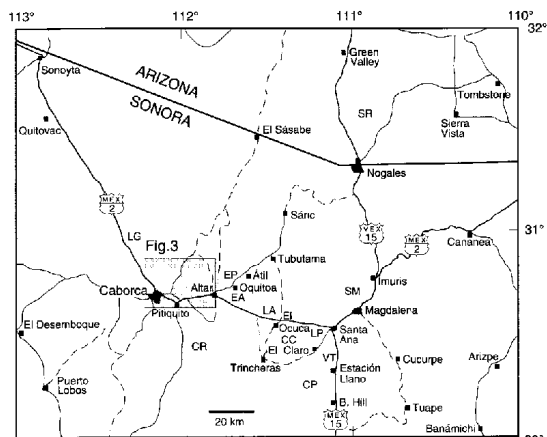 113°
112°
111°
110°
32°
Sonoyta
Green
Valley
ARIZONA
SONORA
Tombstone
Quitovac
El Sásabe
SR
Sierra
Vista
Nogales
MEX
2
Sáric
MEX
15
MEX
2
31°
LG
Cananea
Fig.3
Tubutama
EP
Átil
Imuris
Caborca
Altar
Oquitoa
EA
SM
Pitiquito
LA
El
Magdalena
El Desemboque
Ocuca
LP
Santa
Ana
CC
CR
El
Claro
Trincheras
VT
Cucurpe
Arizpe
Estación
Llano
Puerto
Lobos
CP
20 km
B. Hill
Tuape
MEX
15
Banámichi